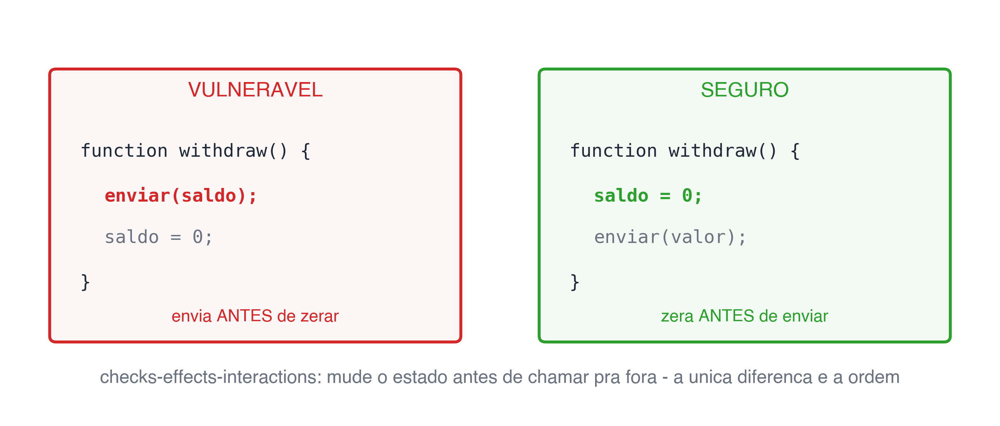 VULNERAVEL
function withdraw() {
enviar(saldo);
saldo = 0;
}
envia ANTES de zerar
SEGURO
function withdraw() {
saldo = 0;
enviar(valor);
}
zera ANTES de enviar
checks-effects-interactions: mude o estado antes de chamar pra fora - a unica diferenca e a ordem